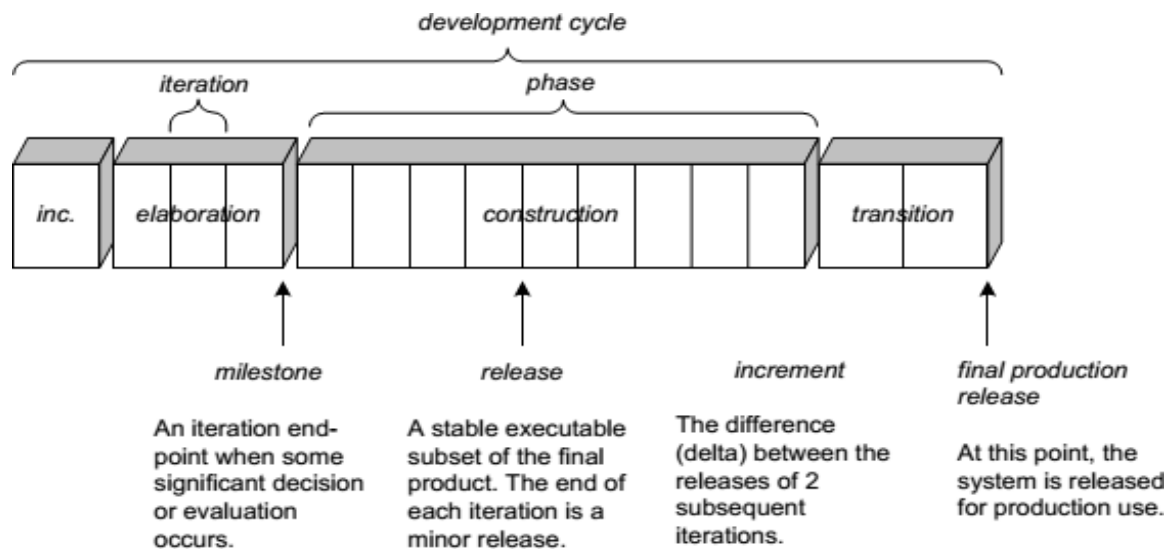 development cycle
iteration
phase
inc.
elaboration
construction
transition
milestone
An iteration end-
point when some
significant decision
or evaluation
occurs.
release
A stable executable
subset of the final
product. The end of
each iteration is a
minor release.
increment
The difference
(delta) between the
releases of 2
subsequent
iterations.
final production
release
At this point, the
system is released
for production use.